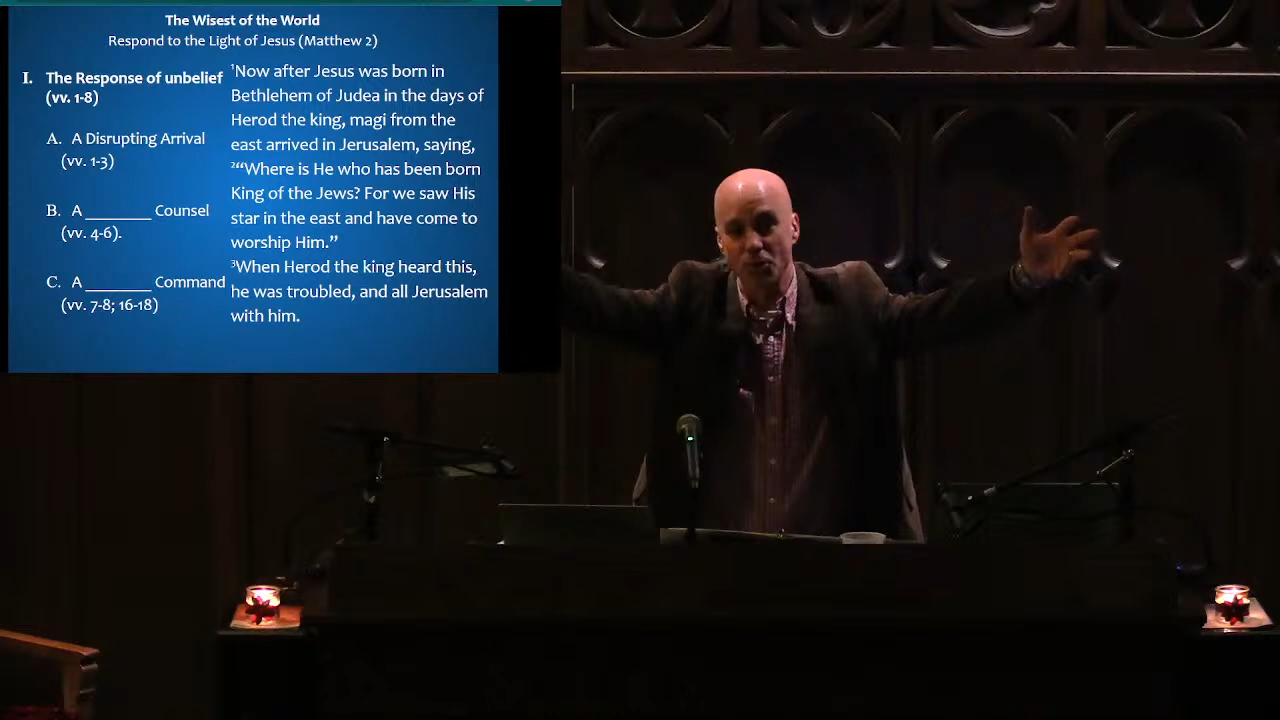 The Wisest of the World
Respond to the Light of Jesus (Matthew 2)
I. The Response of unbelief
(vv. 1-8)
A. A Disrupting Arrival
(vv. 1-3)
B. A ________ Counsel
(vv. 4-6).
C. A ________ Command
(vv. 7-8; 16-18)
¹Now after Jesus was born in
Bethlehem of Judea in the days of
Herod the king, magi from the
east arrived in Jerusalem, saying,
²“Where is He who has been born
King of the Jews? For we saw His
star in the east and have come to
worship Him.”
³When Herod the king heard this,
he was troubled, and all Jerusalem
with him.